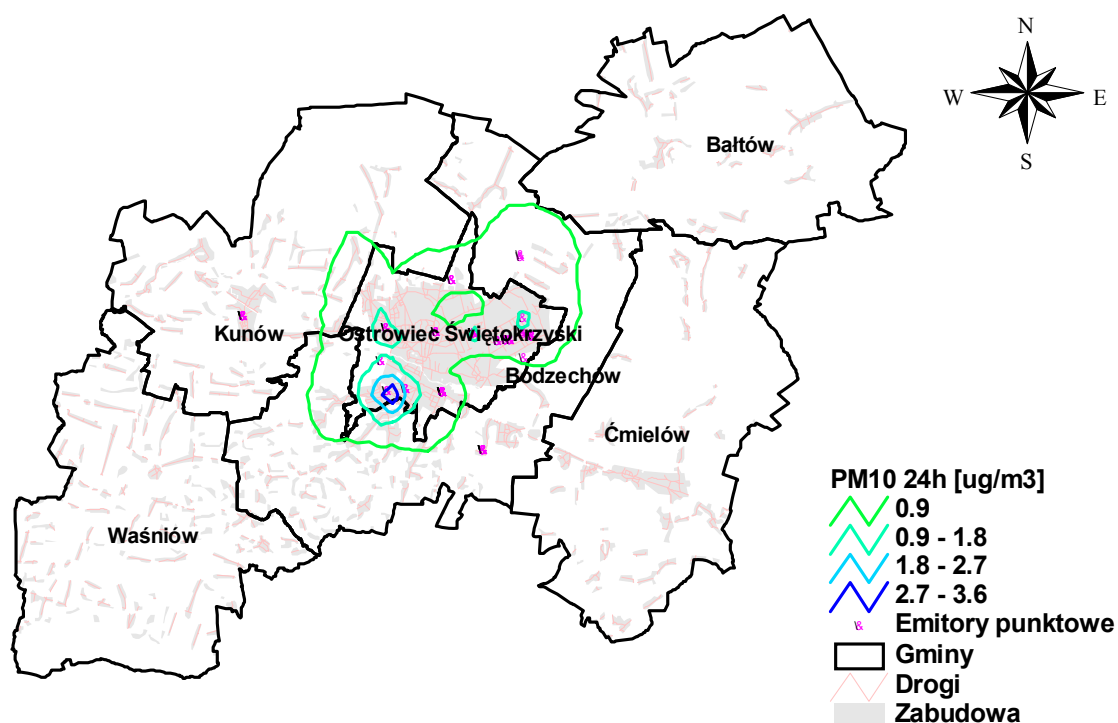 N
W E
S
Bałtów
Kunów
Ostrowiec Świętokrzyski
Bodzechów
Ćmielów
Waśniów
PM10 24h [ug/m3]
0.9
0.9 - 1.8
1.8 - 2.7
2.7 - 3.6
Emitory punktowe
Gminy
Drogi
Zabudowa